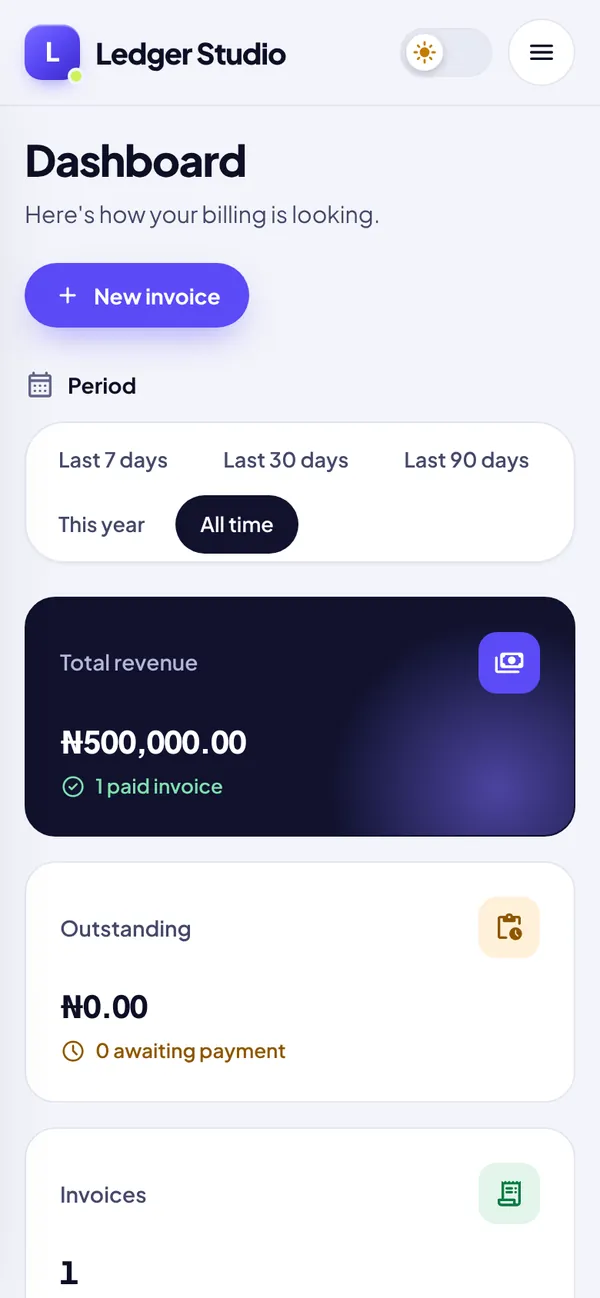 L
Ledger Studio
Dashboard
Here's how your billing is looking.
+ New invoice
Period
Last 7 days
Last 30 days
Last 90 days
This year
All time
Total revenue
₦500,000.00
1 paid invoice
Outstanding
₦0.00
0 awaiting payment
Invoices
1